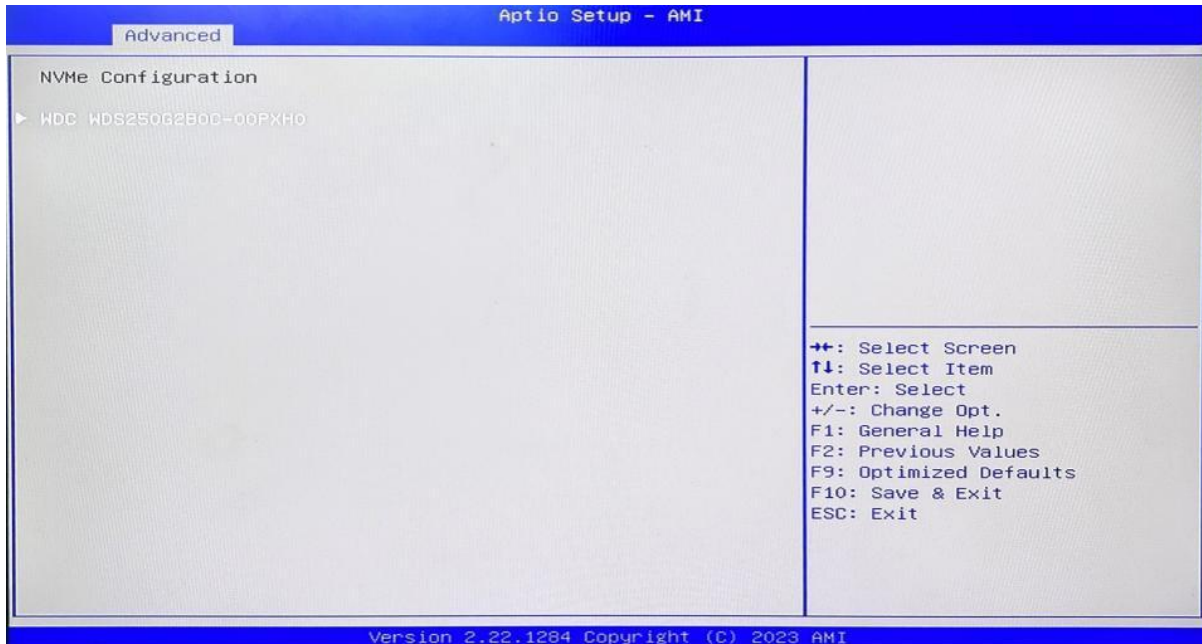 Aptio Setup - AMI
Advanced
NVMe Configuration
▶ WDC WDS250G2B0C-00PXH0
→←: Select Screen
↑↓: Select Item
Enter: Select
+/-: Change Opt.
F1: General Help
F2: Previous Values
F9: Optimized Defaults
F10: Save & Exit
ESC: Exit
Version 2.22.1284 Copyright (C) 2023 AMI